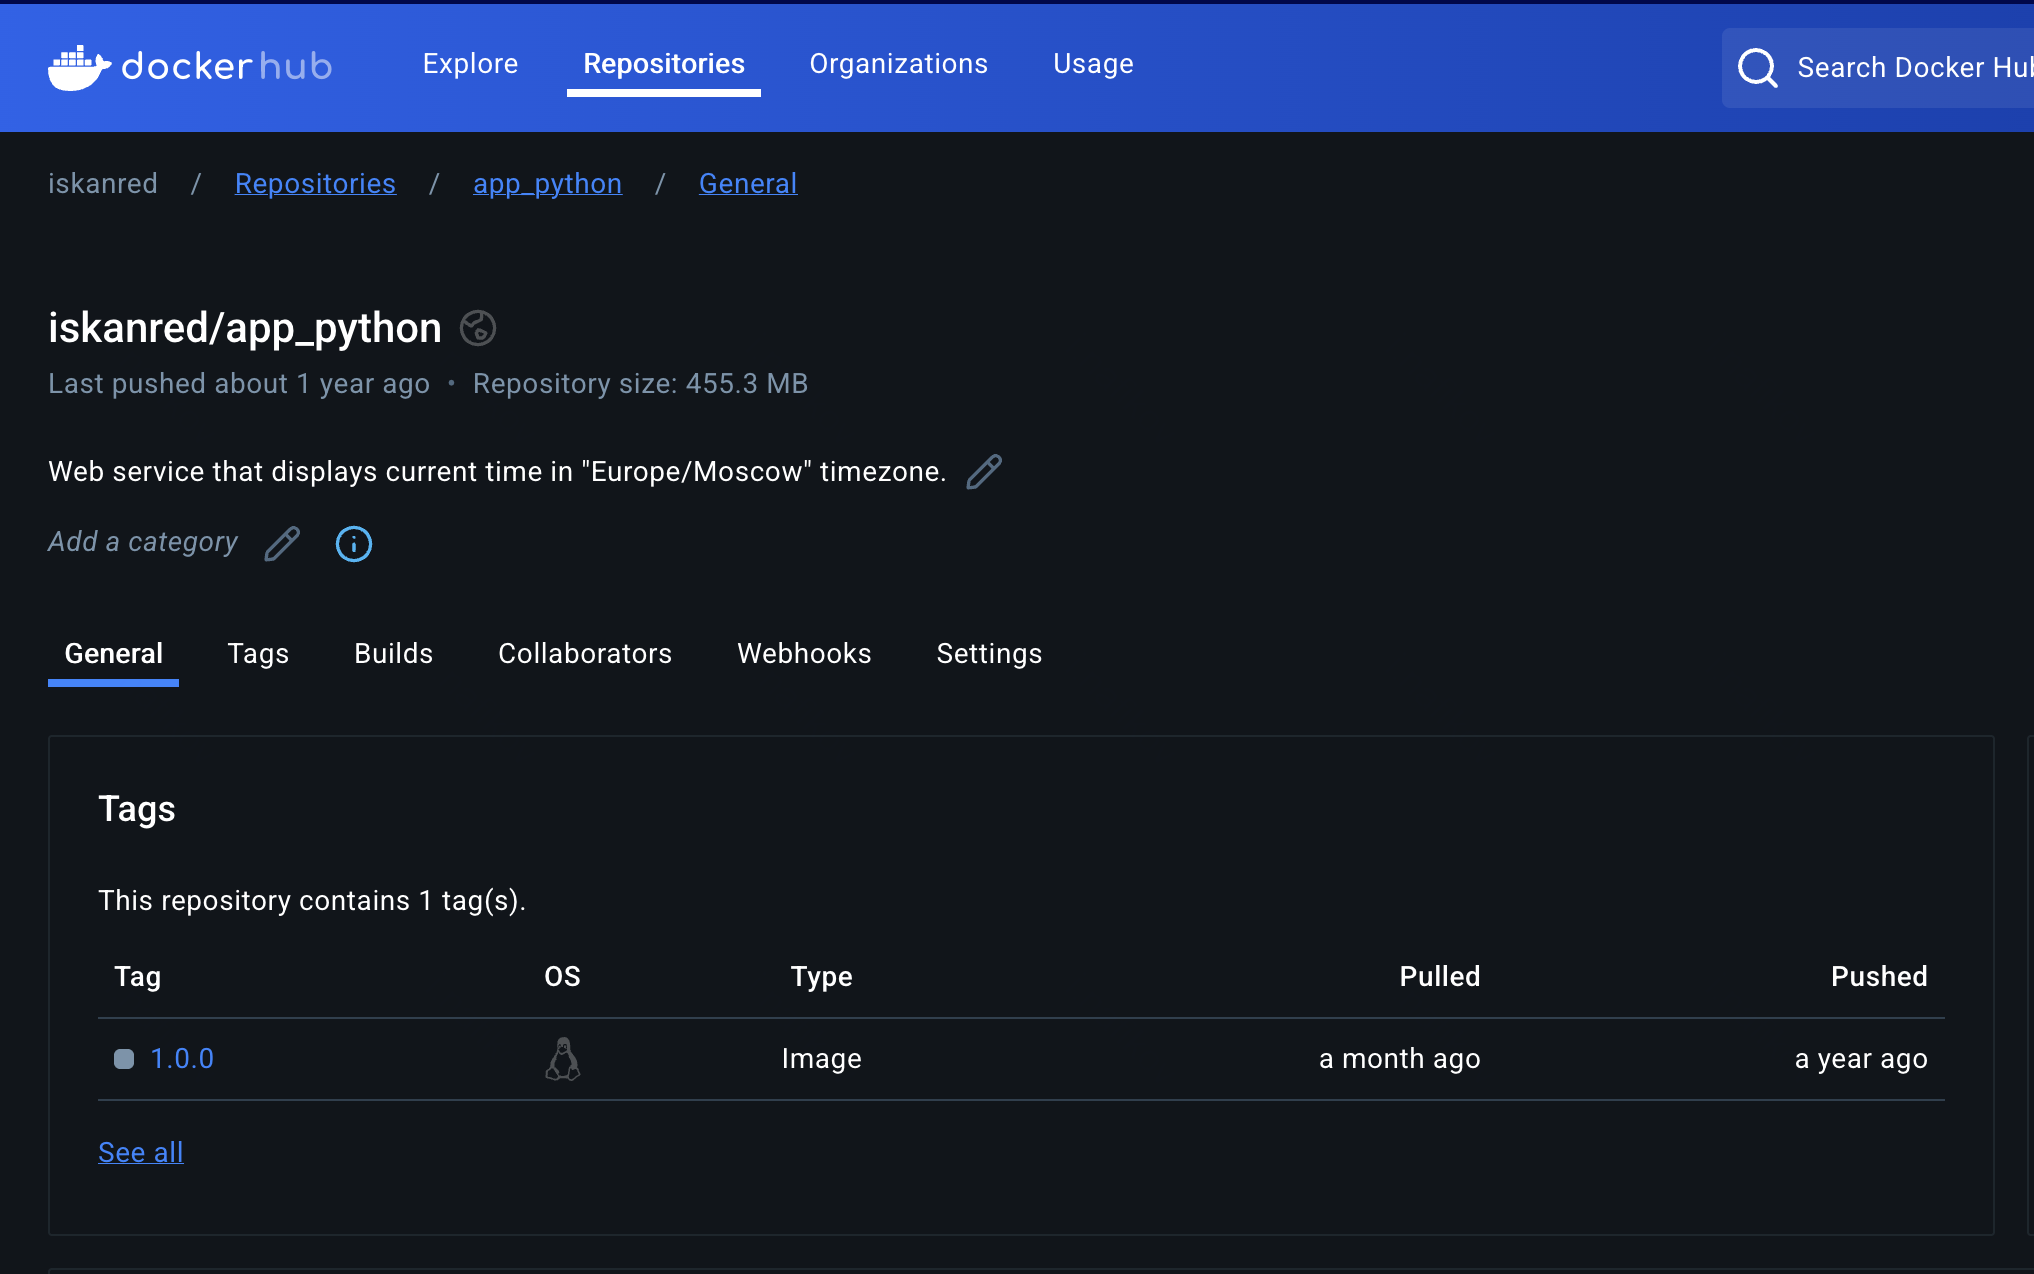 dockerhub Explore Repositories Organizations Usage Search Docker Hub
iskanred / Repositories / app_python / General
iskanred/app_python
Last pushed about 1 year ago • Repository size: 455.3 MB
Web service that displays current time in "Europe/Moscow" timezone.
Add a category
General Tags Builds Collaborators Webhooks Settings
Tags
This repository contains 1 tag(s).
Tag OS Type Pulled Pushed
1.0.0 Image a month ago a year ago
See all